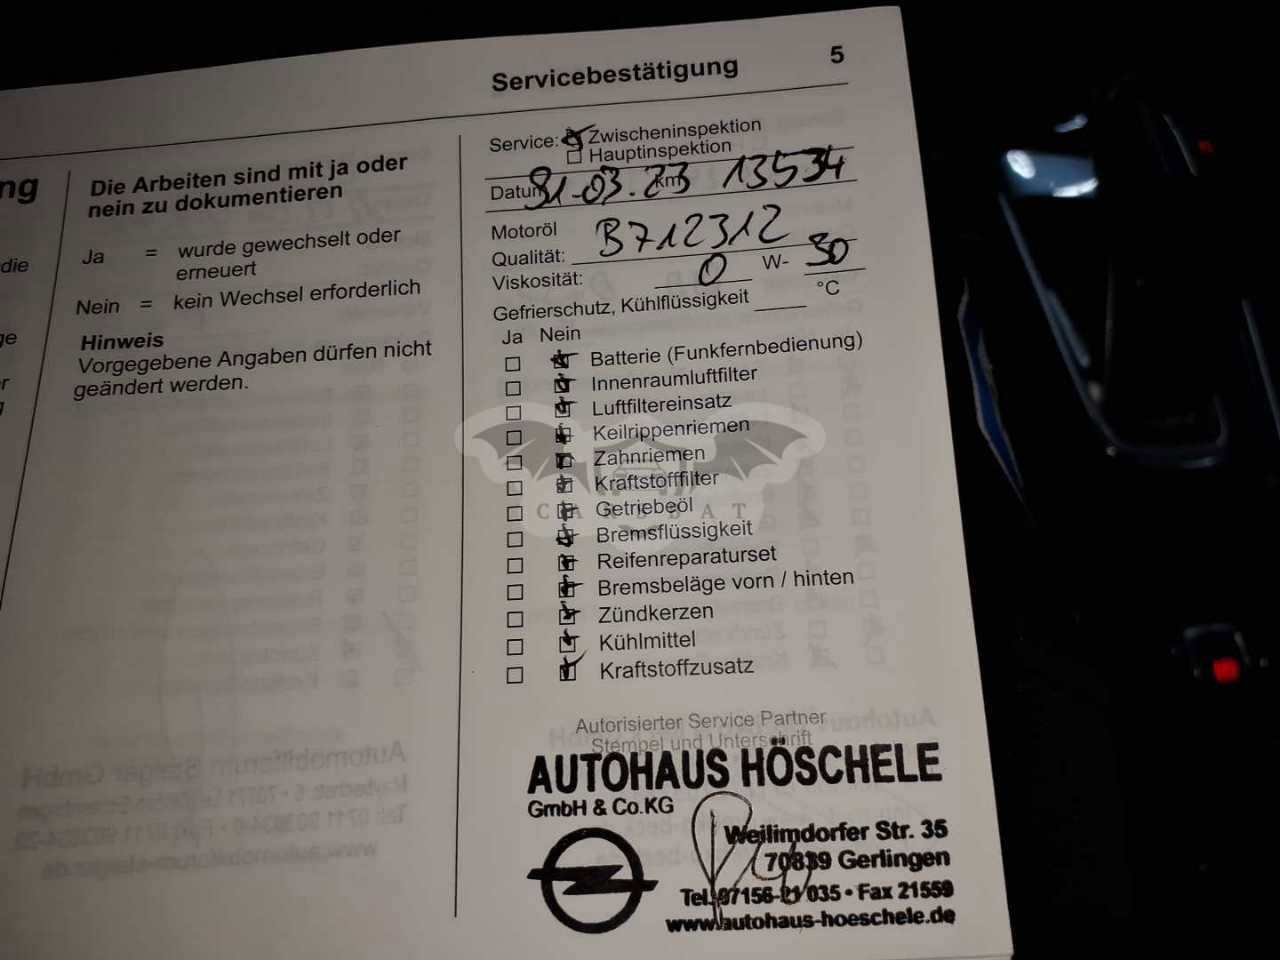 Servicebestätigung 5
ng
die
ge
Die Arbeiten sind mit ja oder
nein zu dokumentieren
Ja = wurde gewechselt oder
erneuert
Nein = kein Wechsel erforderlich
Hinweis
Vorgegebene Angaben dürfen nicht
geändert werden.
Service: Zwischeninspektion
Hauptinspektion
Datum 31.03.23 km 13534
Motoröl
Qualität: B712312
Viskosität: 0 W- 30
Gefrierschutz, Kühlflüssigkeit °C
Ja Nein
Batterie (Funkfernbedienung)
Innenraumluftfilter
Luftfiltereinsatz
Keilrippenriemen
Zahnriemen
Kraftstofffilter
Getriebeöl
CARSDAT
Bremsflüssigkeit
Reifenreparaturset
Bremsbeläge vorn / hinten
Zündkerzen
Kühlmittel
Kraftstoffzusatz
Autorisierter Service Partner
Stempel und Unterschrift
AUTOHAUS HÖSCHELE
GmbH & Co.KG
Weilimdorfer Str. 35
70839 Gerlingen
Tel. 07156-21 035 • Fax 21559
www.autohaus-hoeschele.de